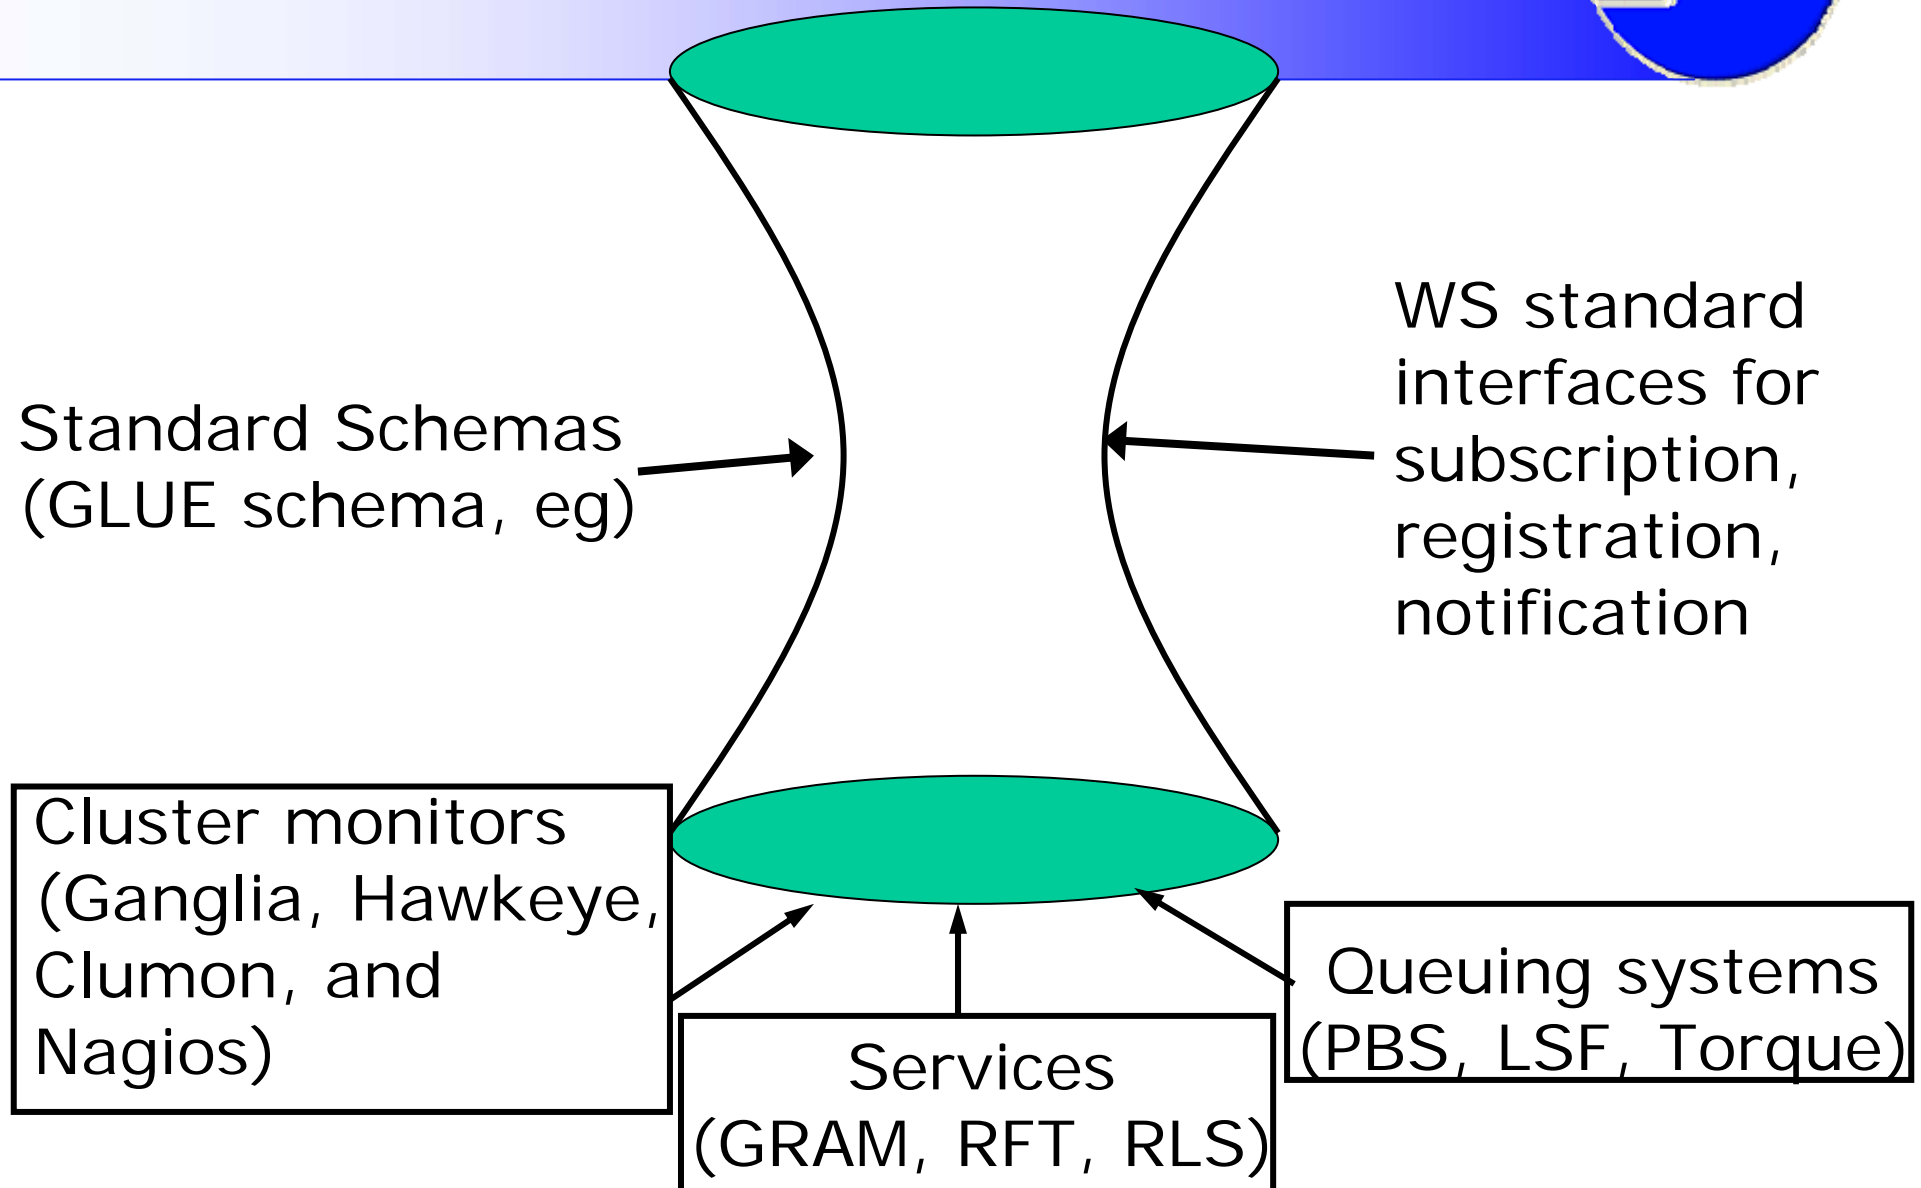 Standard Schemas
(GLUE schema, eg)
WS standard
interfaces for
subscription,
registration,
notification
Cluster monitors
(Ganglia, Hawkeye,
Clumon, and
Nagios)
Services
(GRAM, RFT, RLS)
Queuing systems
(PBS, LSF, Torque)